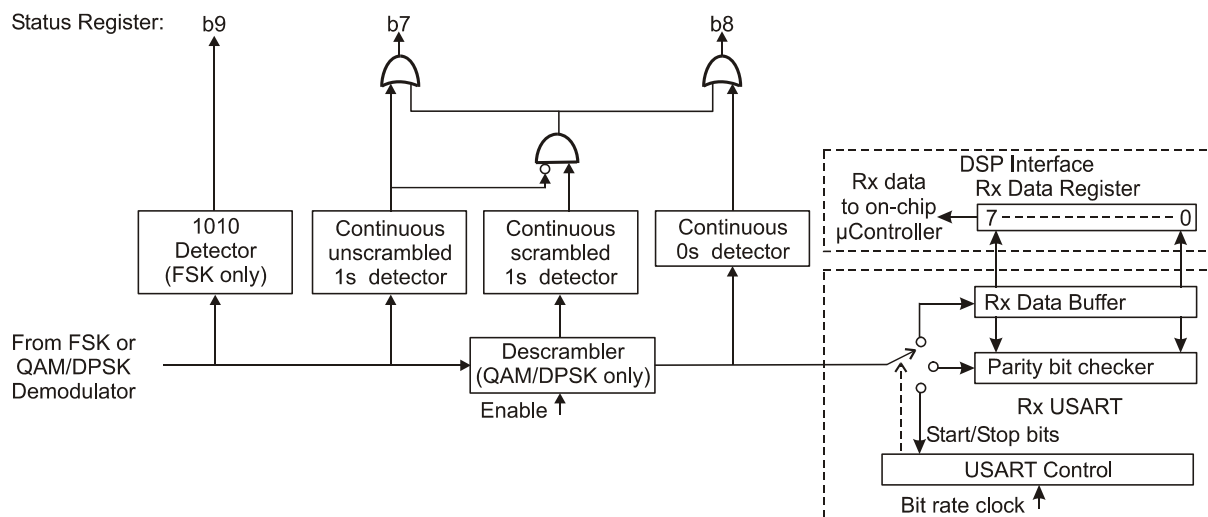 Status Register:
b9
b7
b8
DSP Interface
Rx Data Register
Rx data
to on-chip
µController
7
0
1010
Detector
(FSK only)
Continuous
unscrambled
1s detector
Continuous
scrambled
1s detector
Continuous
0s detector
Rx Data Buffer
From FSK or
QAM/DPSK
Demodulator
Descrambler
(QAM/DPSK only)
Enable
Parity bit checker
Rx USART
Start/Stop bits
USART Control
Bit rate clock